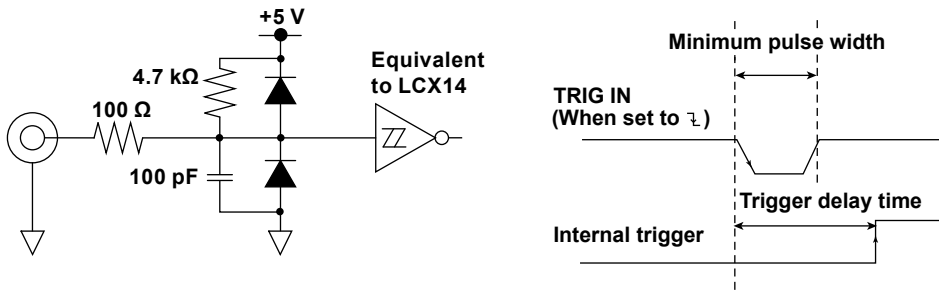 +5 V
4.7 kΩ
100 Ω
100 pF
Equivalent
to LCX14
Minimum pulse width
TRIG IN
(When set to )
Trigger delay time
Internal trigger